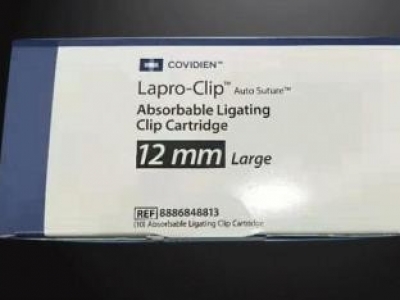 COVIDIEN™
Lapro-Clip™ Auto Suture™
Absorbable Ligating
Clip Cartridge
12 mm Large
REF 8886848813
(10) Absorbable Ligating Clip Cartridge